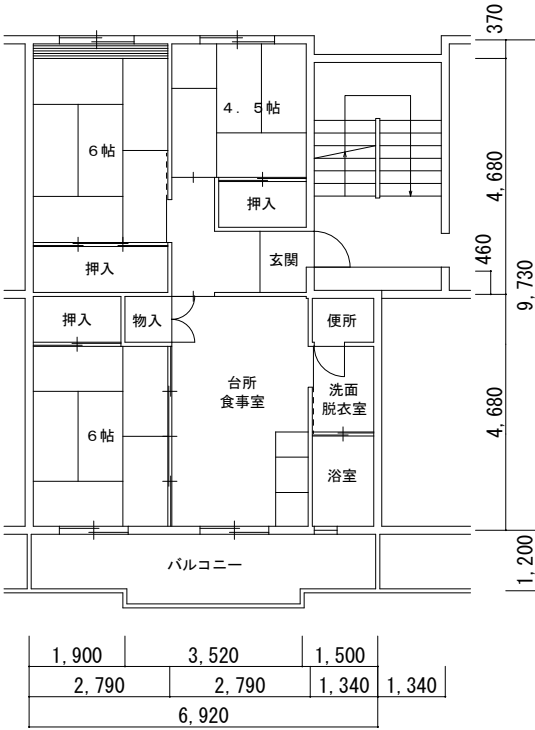 370
4．5帖
6帖
4,680
押入
460
玄関
押入
9,730
押入
物入
便所
台所
食事室
洗面
脱衣室
4,680
6帖
浴室
バルコニー
1,200
1,900
3,520
1,500
2,790
2,790
1,340
1,340
6,920